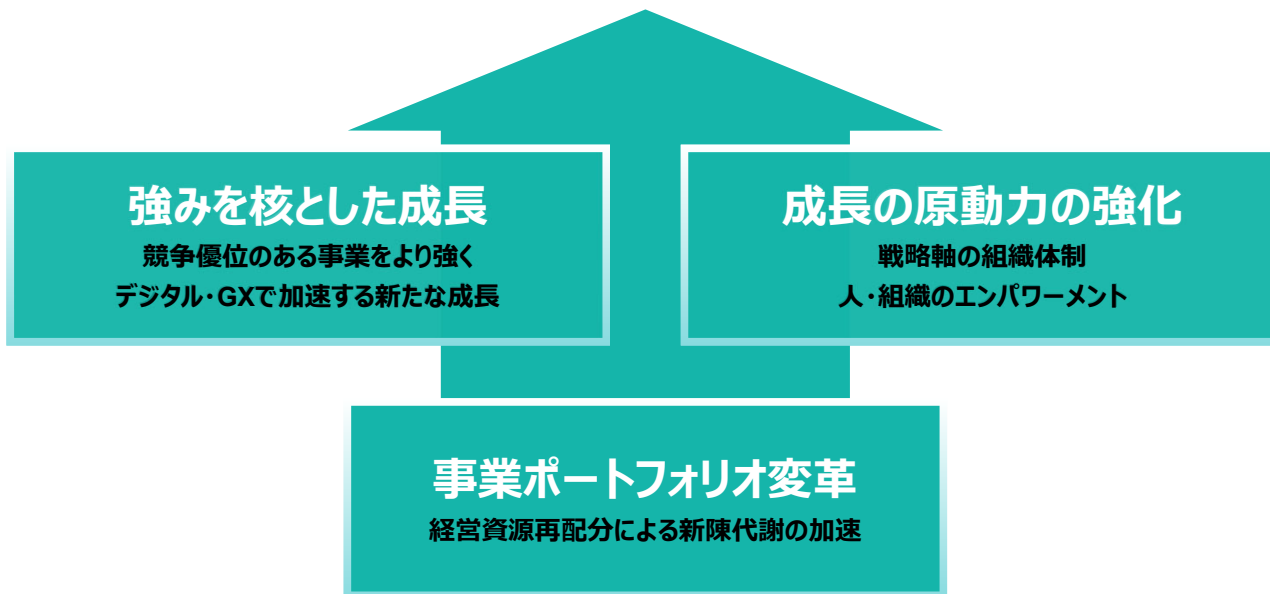 強みを核とした成長
競争優位のある事業をより強く
デジタル・GXで加速する新たな成長
成長の原動力の強化
戦略軸の組織体制
人・組織のエンパワーメント
事業ポートフォリオ変革
経営資源再配分による新陳代謝の加速